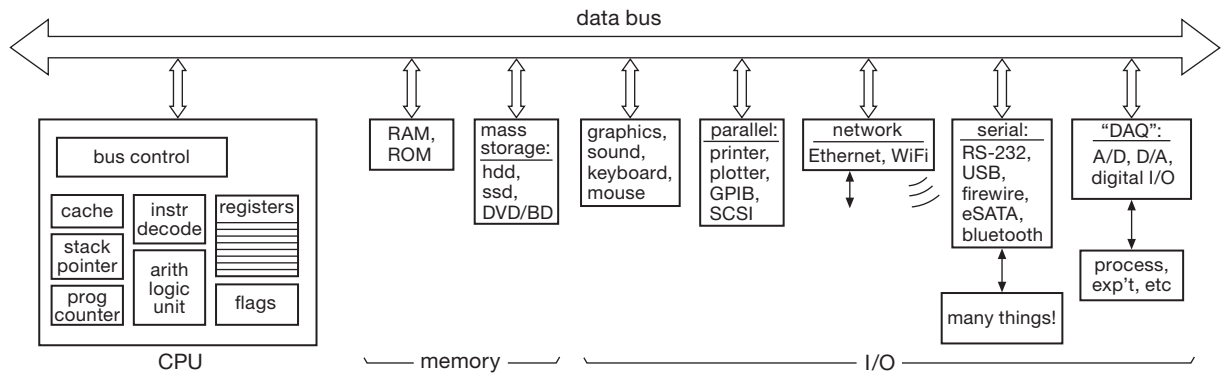 data bus
bus control
cache
instr
decode
registers
stack
pointer
arith
logic
unit
prog
counter
flags
CPU
RAM,
ROM
mass
storage:
hdd,
ssd,
DVD/BD
memory
graphics,
sound,
keyboard,
mouse
parallel:
printer,
plotter,
GPIB,
SCSI
network
Ethernet, WiFi
serial:
RS-232,
USB,
firewire,
eSATA,
bluetooth
many things!
“DAQ”:
A/D, D/A,
digital I/O
process,
exp’t, etc
I/O